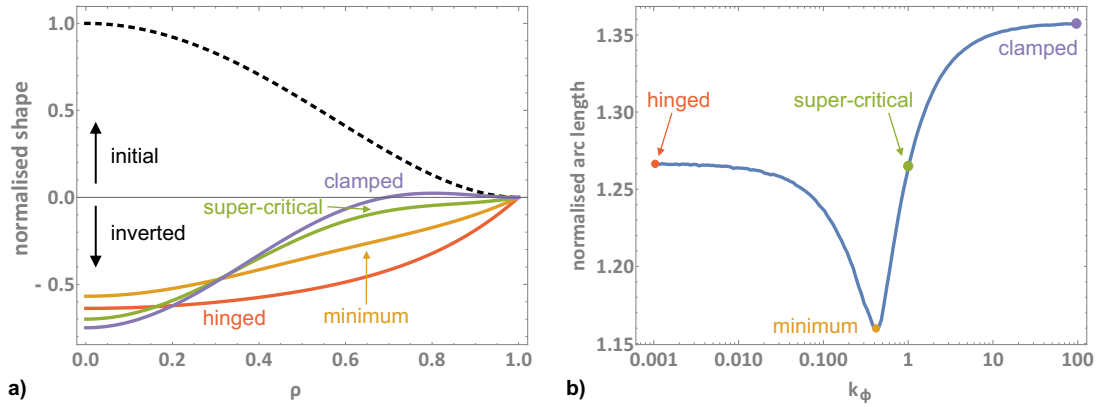 1.0
0.5
0.0
- 0.5
normalised shape
initial
inverted
clamped
super-critical
hinged
minimum
0.0 0.2 0.4 0.6 0.8 1.0
ρ
a)
1.35
1.30
1.25
1.20
1.15
normalised arc length
clamped
super-critical
hinged
minimum
0.001 0.010 0.100 1 10 100
kϕ
b)